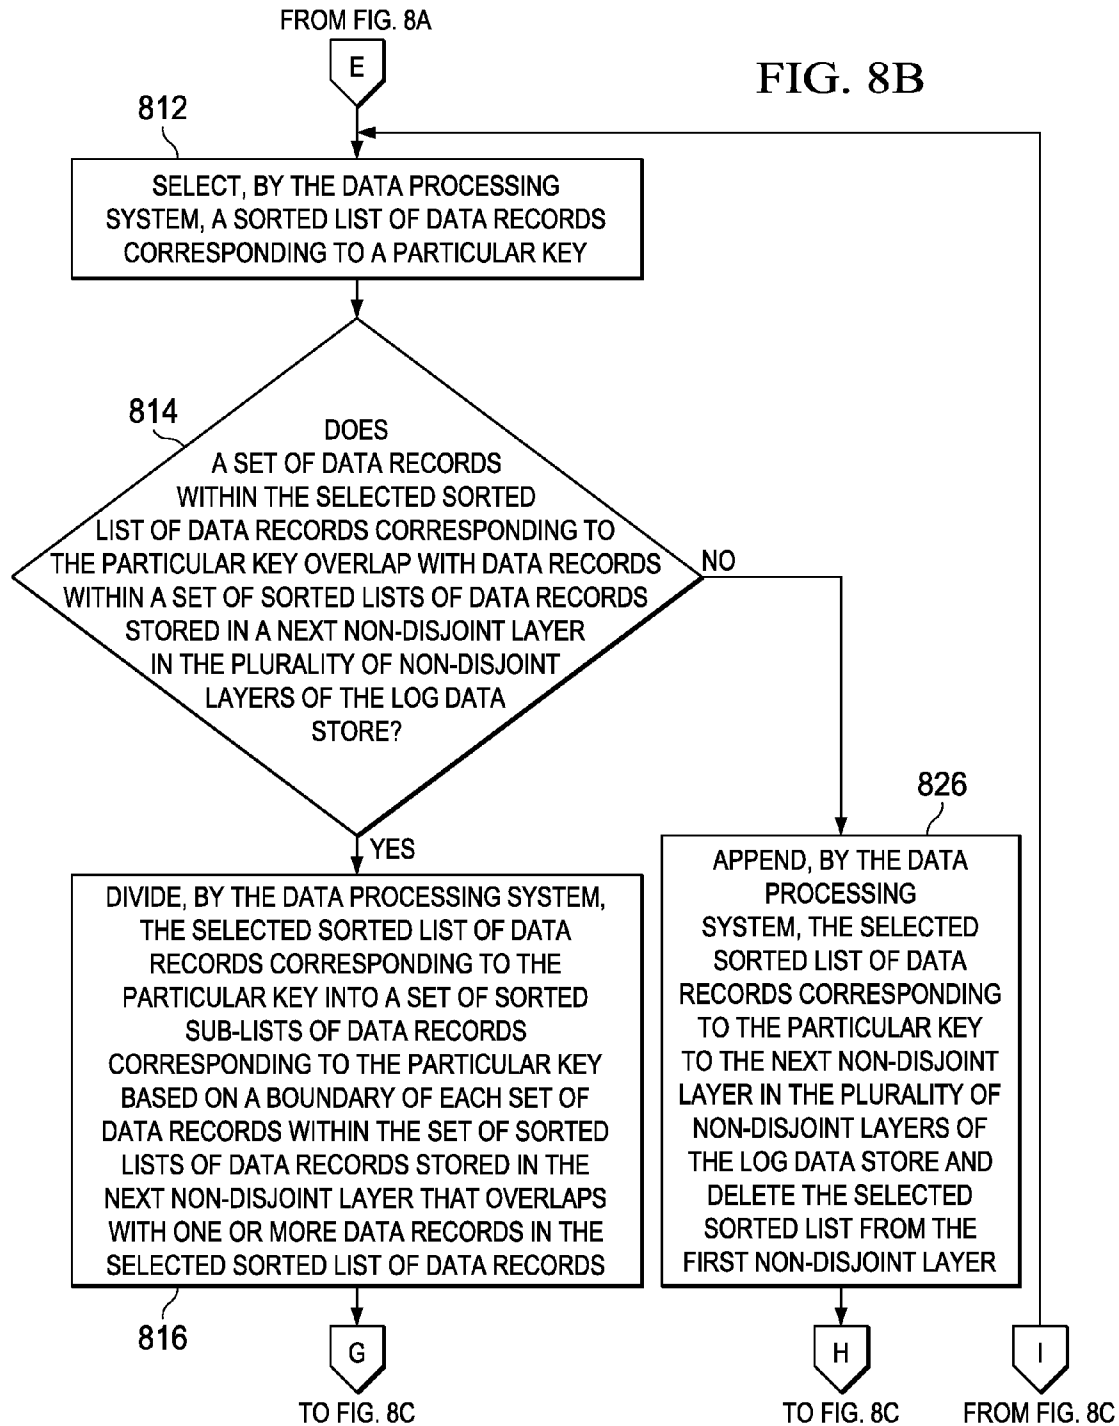 FROM FIG. 8A
E
FIG. 8B
812
SELECT, BY THE DATA PROCESSING
SYSTEM, A SORTED LIST OF DATA RECORDS
CORRESPONDING TO A PARTICULAR KEY
814
DOES
A SET OF DATA RECORDS
WITHIN THE SELECTED SORTED
LIST OF DATA RECORDS CORRESPONDING TO
THE PARTICULAR KEY OVERLAP WITH DATA RECORDS
WITHIN A SET OF SORTED LISTS OF DATA RECORDS
STORED IN A NEXT NON-DISJOINT LAYER
IN THE PLURALITY OF NON-DISJOINT
LAYERS OF THE LOG DATA
STORE?
NO
YES
826
DIVIDE, BY THE DATA PROCESSING SYSTEM,
THE SELECTED SORTED LIST OF DATA
RECORDS CORRESPONDING TO THE
PARTICULAR KEY INTO A SET OF SORTED
SUB-LISTS OF DATA RECORDS
CORRESPONDING TO THE PARTICULAR KEY
BASED ON A BOUNDARY OF EACH SET OF
DATA RECORDS WITHIN THE SET OF SORTED
LISTS OF DATA RECORDS STORED IN THE
NEXT NON-DISJOINT LAYER THAT OVERLAPS
WITH ONE OR MORE DATA RECORDS IN THE
SELECTED SORTED LIST OF DATA RECORDS
816
APPEND, BY THE DATA
PROCESSING
SYSTEM, THE SELECTED
SORTED LIST OF DATA
RECORDS CORRESPONDING
TO THE PARTICULAR KEY
TO THE NEXT NON-DISJOINT
LAYER IN THE PLURALITY OF
NON-DISJOINT LAYERS OF
THE LOG DATA STORE AND
DELETE THE SELECTED
SORTED LIST FROM THE
FIRST NON-DISJOINT LAYER
G
TO FIG. 8C
H
TO FIG. 8C
I
FROM FIG. 8C